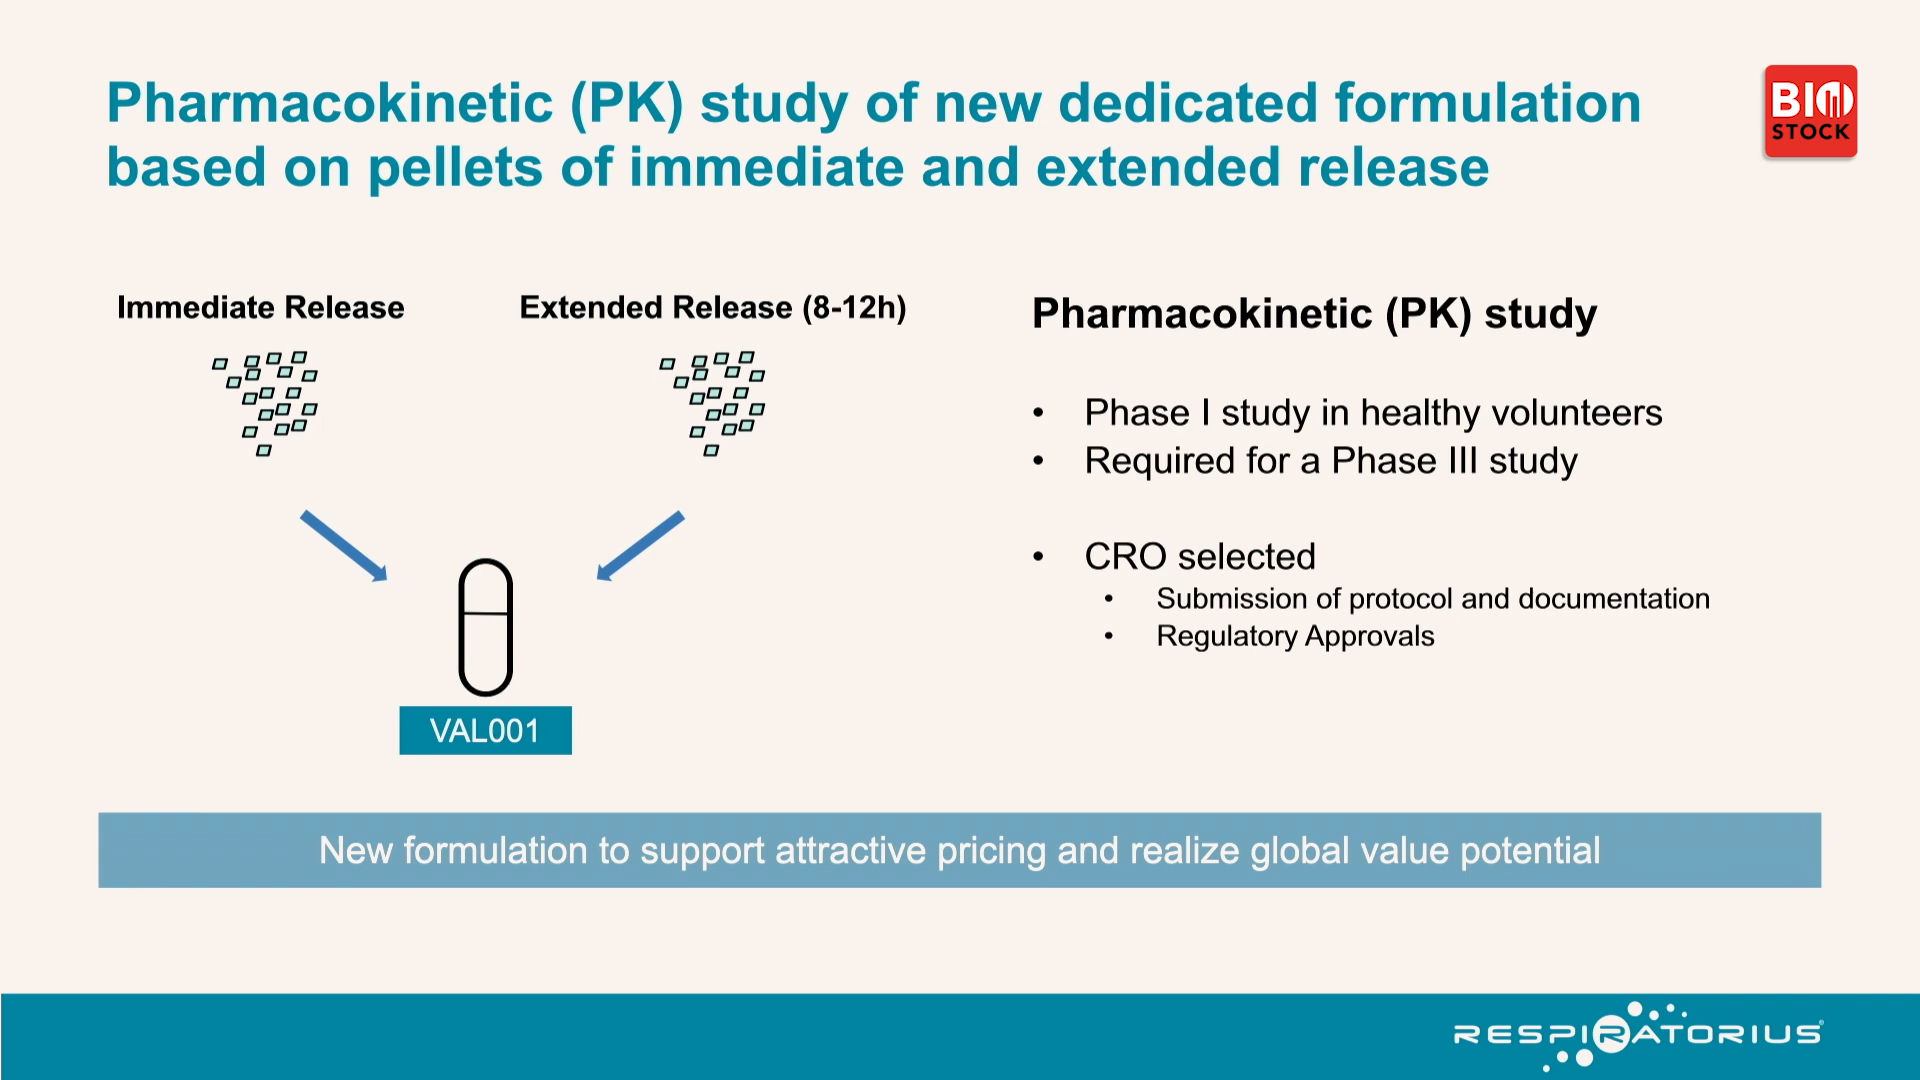 Pharmacokinetic (PK) study of new dedicated formulation
based on pellets of immediate and extended release
BIO
STOCK
Immediate Release
Extended Release (8-12h)
VAL001
Pharmacokinetic (PK) study
• Phase I study in healthy volunteers
• Required for a Phase III study
• CRO selected
• Submission of protocol and documentation
• Regulatory Approvals
New formulation to support attractive pricing and realize global value potential
RESPIRATORIUS